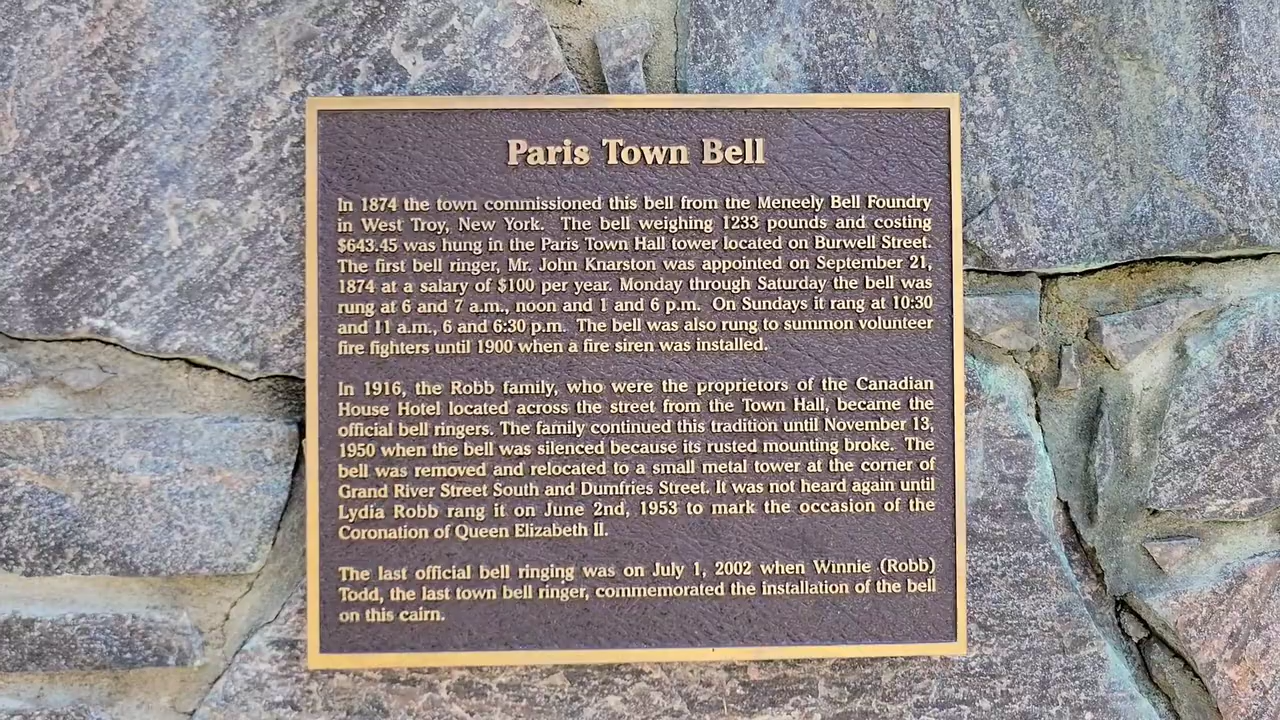 Paris Town Bell
In 1874 the town commissioned this bell from the Meneely Bell Foundry
in West Troy, New York. The bell weighing 1233 pounds and costing
$643.45 was hung in the Paris Town Hall tower located on Burwell Street.
The first bell ringer, Mr. John Knarston was appointed on September 21,
1874 at a salary of $100 per year. Monday through Saturday the bell was
rung at 6 and 7 a.m., noon and 1 and 6 p.m. On Sundays it rang at 10:30
and 11 a.m., 6 and 6:30 p.m. The bell was also rung to summon volunteer
fire fighters until 1900 when a fire siren was installed.
In 1916, the Robb family, who were the proprietors of the Canadian
House Hotel located across the street from the Town Hall, became the
official bell ringers. The family continued this tradition until November 13,
1950 when the bell was silenced because its rusted mounting broke. The
bell was removed and relocated to a small metal tower at the corner of
Grand River Street South and Dumfries Street. It was not heard again until
Lydia Robb rang it on June 2nd, 1953 to mark the occasion of the
Coronation of Queen Elizabeth II.
The last official bell ringing was on July 1, 2002 when Winnie (Robb)
Todd, the last town bell ringer, commemorated the installation of the bell
on this cairn.